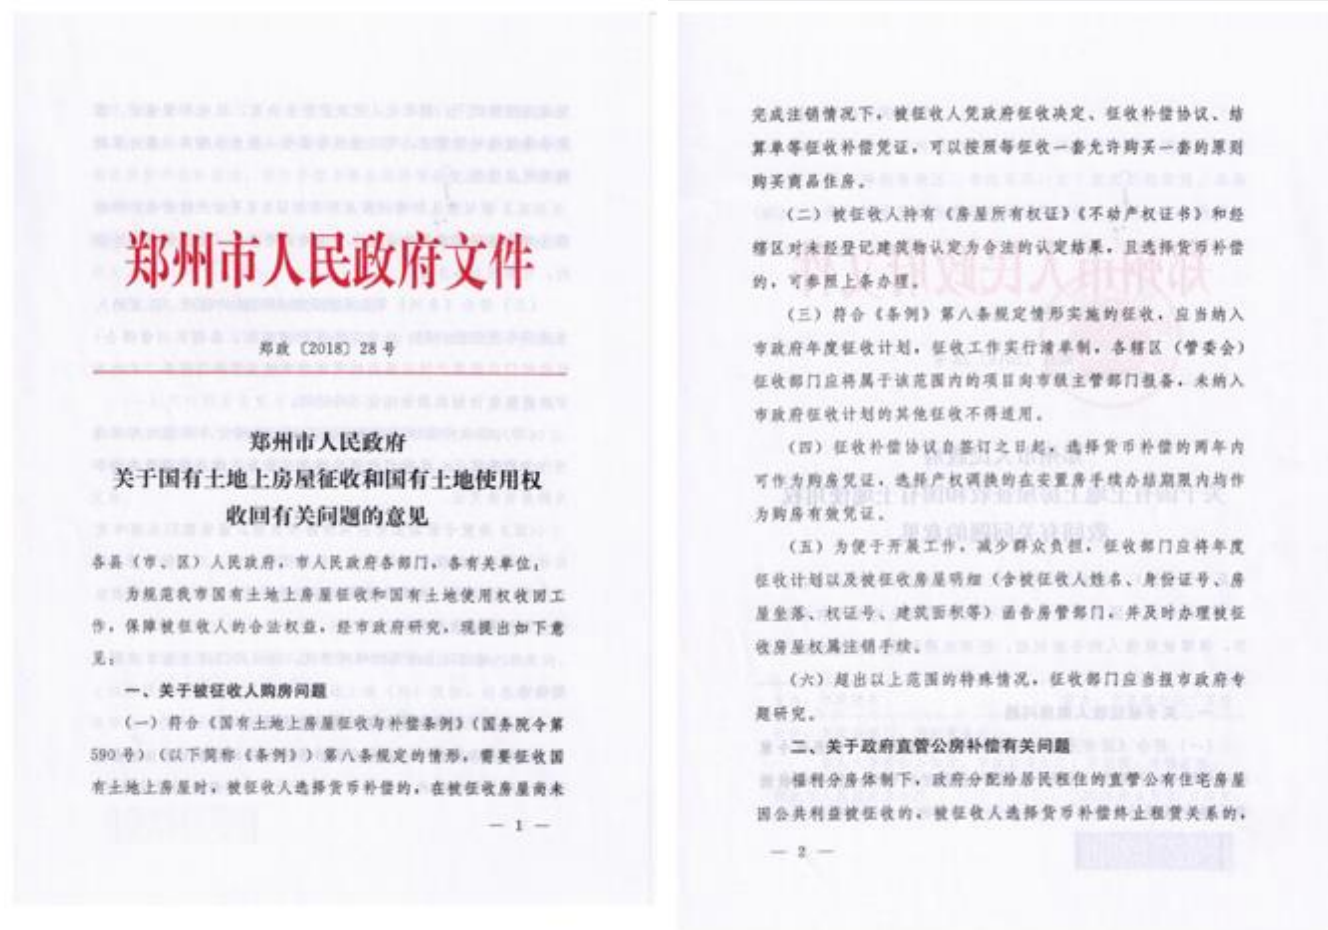 郑州市人民政府文件
郑政〔2018〕28号
郑州市人民政府
关于国有土地上房屋征收和国有土地使用权
收回有关问题的意见
各县（市、区）人民政府，市人民政府各部门，各有关单位：
为规范我市国有土地上房屋征收和国有土地使用权收回工
作，保障被征收人的合法权益，经市政府研究，现提出如下意
见：
一、关于被征收人购房问题
（一）符合《国有土地上房屋征收与补偿条例》（国务院令第
590号）（以下简称《条例》）第八条规定的情形，需要征收国
有土地上房屋时，被征收人选择货币补偿的，在被征收房屋尚未
— 1 —
完成注销情况下，被征收人凭政府征收决定、征收补偿协议、结
算单等征收补偿凭证，可以按照每征收一套允许购买一套的原则
购买商品住房。
（二）被征收人持有《房屋所有权证》《不动产权证书》和经
辖区对未经登记建筑物认定为合法的认定结果，且选择货币补偿
的，可参照上条办理。
（三）符合《条例》第八条规定情形实施的征收，应当纳入
市政府年度征收计划，征收工作实行清单制，各辖区（管委会）
征收部门应将属于该范围内的项目向市级主管部门报备，未纳入
市政府征收计划的其他征收不得适用。
（四）征收补偿协议自签订之日起，选择货币补偿的两年内
可作为购房凭证，选择产权调换的在安置房手续办结期限内均作
为购房有效凭证。
（五）为便于开展工作，减少群众负担，征收部门应将年度
征收计划以及被征收房屋明细（含被征收人姓名、身份证号、房
屋坐落、权证号、建筑面积等）函告房管部门，并及时办理被征
收房屋权属注销手续。
（六）超出以上范围的特殊情况，征收部门应当报市政府专
题研究。
二、关于政府直管公房补偿有关问题
福利分房体制下，政府分配给居民租住的直管公有住宅房屋
因公共利益被征收的，被征收人选择货币补偿终止租赁关系的，
— 2 —